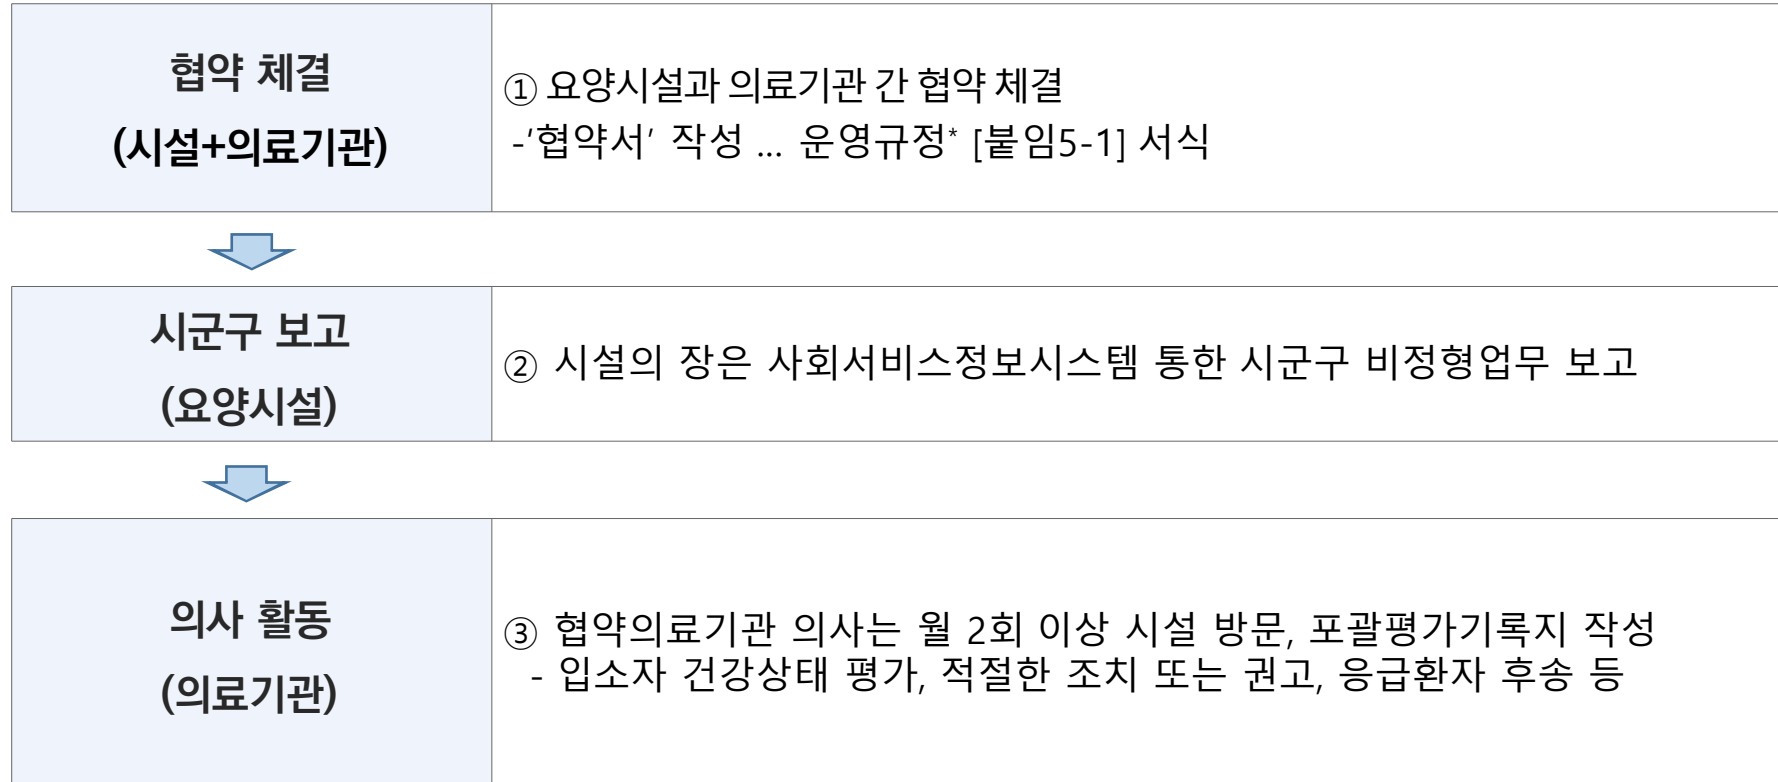 협약 체결
(시설+의료기관)
① 요양시설과 의료기관 간 협약 체결
-‘협약서’ 작성 … 운영규정* [붙임5-1] 서식
시군구 보고
(요양시설)
② 시설의 장은 사회서비스정보시스템 통한 시군구 비정형업무 보고
의사 활동
(의료기관)
③ 협약의료기관 의사는 월 2회 이상 시설 방문, 포괄평가기록지 작성
- 입소자 건강상태 평가, 적절한 조치 또는 권고, 응급환자 후송 등